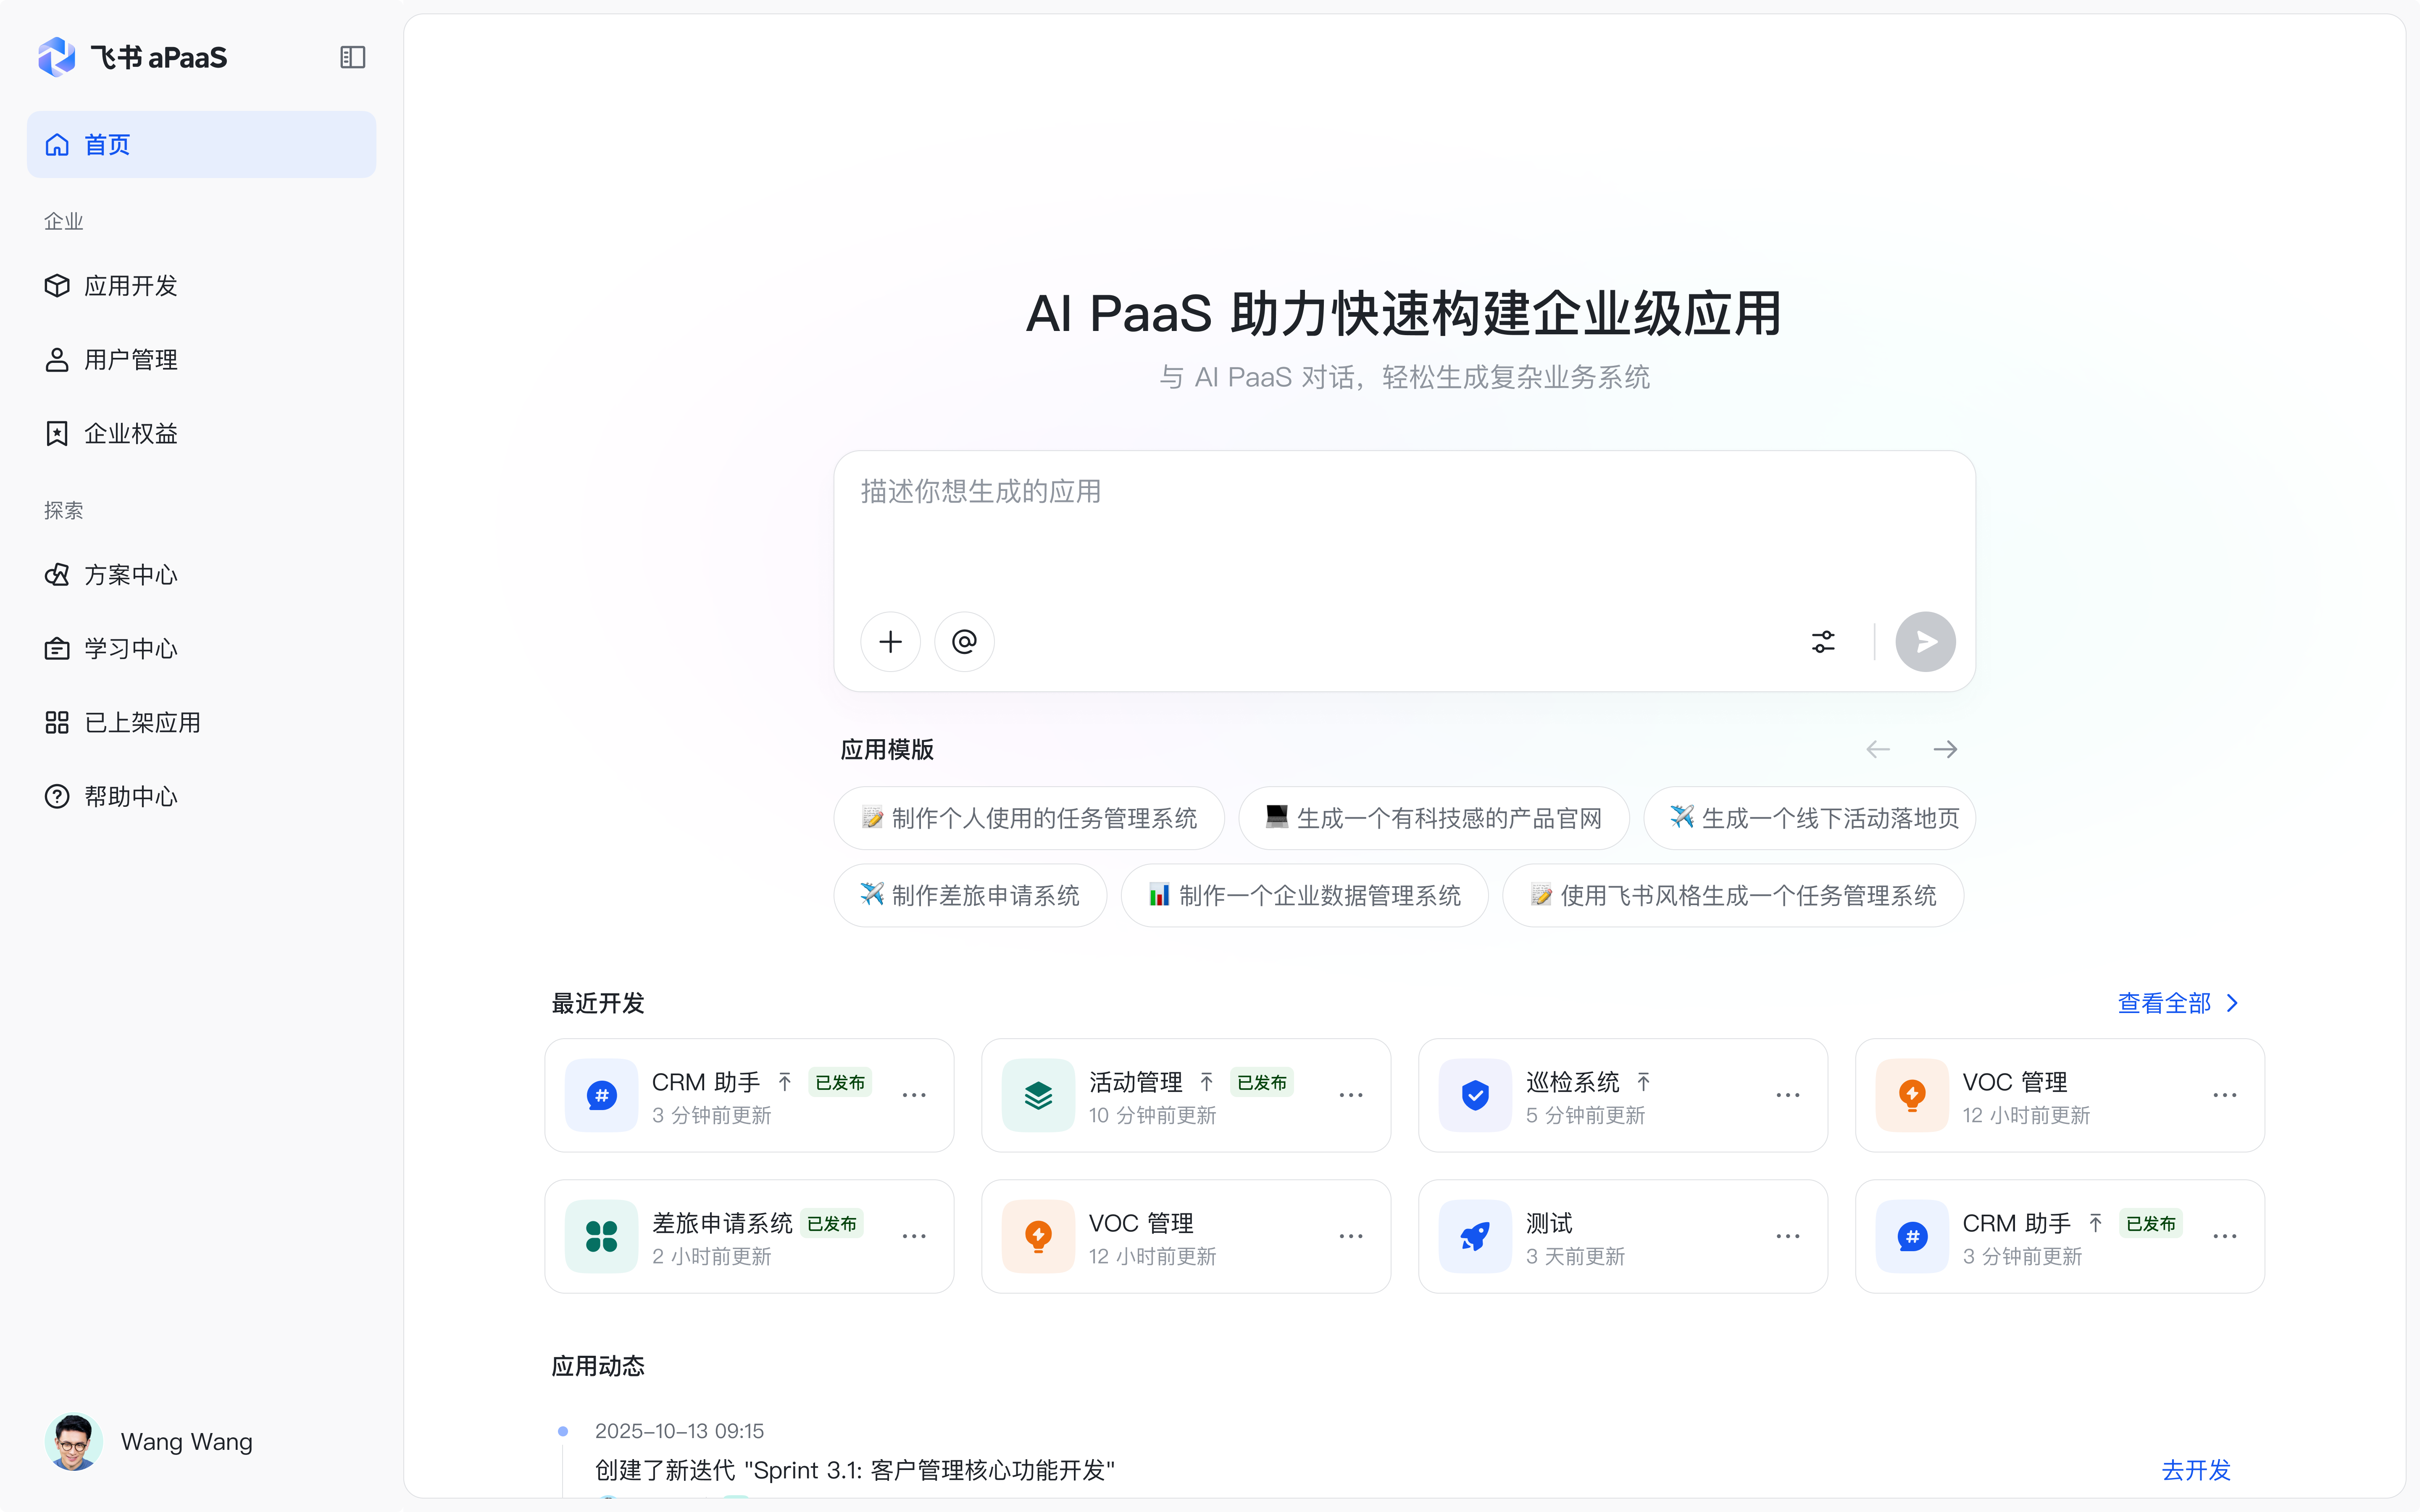 飞书 aPaaS
首页
企业
应用开发
用户管理
企业权益
探索
方案中心
学习中心
已上架应用
帮助中心
Wang Wang
AI PaaS 助力快速构建企业级应用
与 AI PaaS 对话，轻松生成复杂业务系统
描述你想生成的应用
应用模版
制作个人使用的任务管理系统
生成一个有科技感的产品官网
生成一个线下活动落地页
制作差旅申请系统
制作一个企业数据管理系统
使用飞书风格生成一个任务管理系统
最近开发
查看全部
CRM 助手 已发布
3 分钟前更新
活动管理 已发布
10 分钟前更新
巡检系统
5 分钟前更新
VOC 管理
12 小时前更新
差旅申请系统 已发布
2 小时前更新
VOC 管理
12 小时前更新
测试
3 天前更新
CRM 助手 已发布
3 分钟前更新
应用动态
2025-10-13 09:15
创建了新迭代 "Sprint 3.1: 客户管理核心功能开发"
去开发